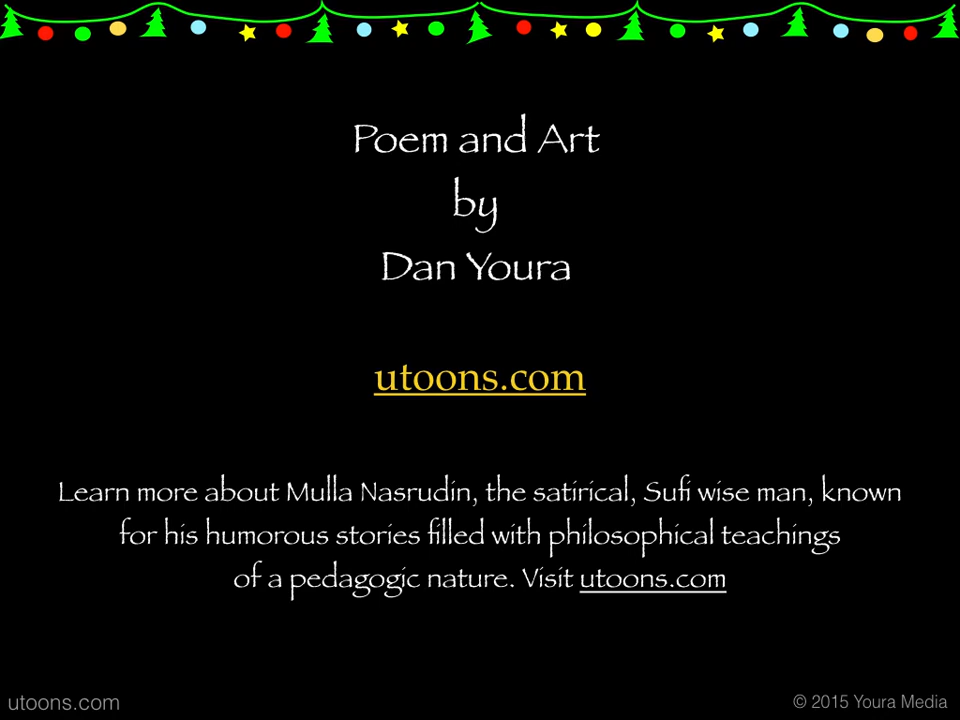 Poem and Art
by
Dan Youra
utoons.com
Learn more about Mulla Nasrudin, the satirical, Sufi wise man, known
for his humorous stories filled with philosophical teachings
of a pedagogic nature. Visit utoons.com
utoons.com
© 2015 Youra Media